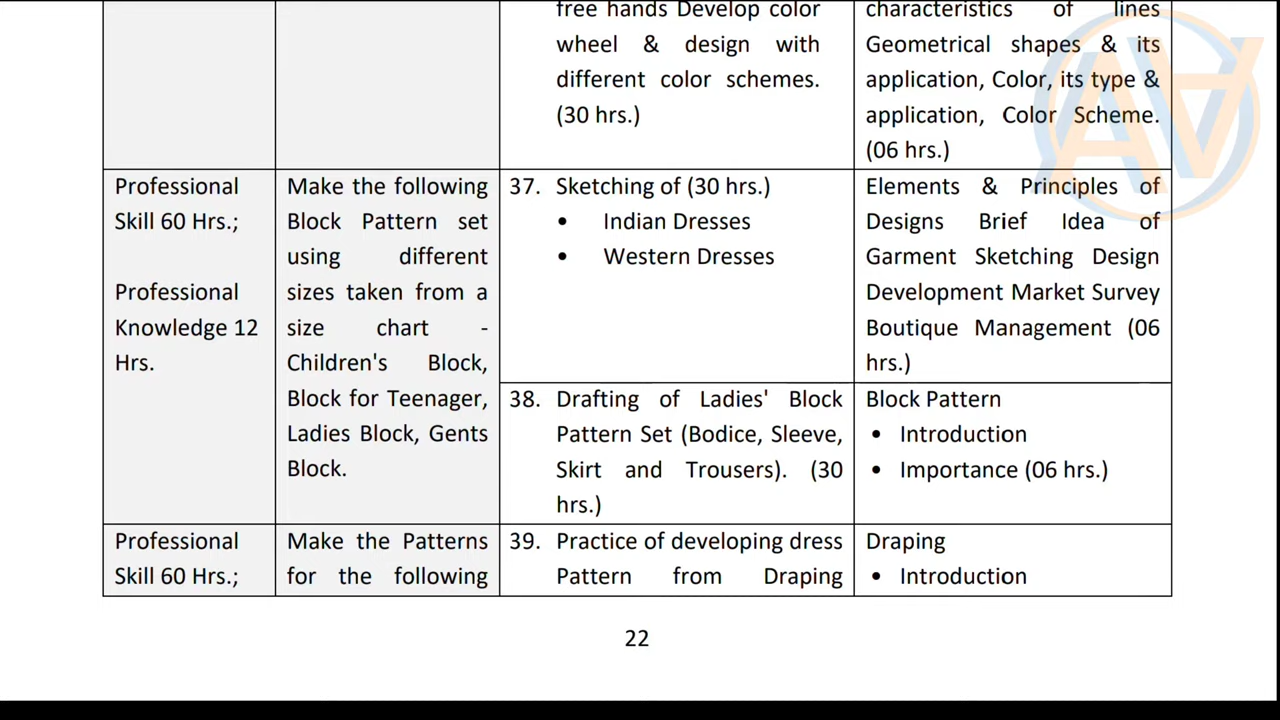 free hands Develop color
wheel & design with
different color schemes.
(30 hrs.)
characteristics of lines
Geometrical shapes & its
application, Color, its type &
application, Color Scheme.
(06 hrs.)
Professional
Skill 60 Hrs.;
Professional
Knowledge 12
Hrs.
Make the following
Block Pattern set
using different
sizes taken from a
size chart -
Children's Block,
Block for Teenager,
Ladies Block, Gents
Block.
37. Sketching of (30 hrs.)
• Indian Dresses
• Western Dresses
Elements & Principles of
Designs Brief Idea of
Garment Sketching Design
Development Market Survey
Boutique Management (06
hrs.)
38. Drafting of Ladies' Block
Pattern Set (Bodice, Sleeve,
Skirt and Trousers). (30
hrs.)
Block Pattern
• Introduction
• Importance (06 hrs.)
Professional
Skill 60 Hrs.;
Make the Patterns
for the following
39. Practice of developing dress
Pattern from Draping
Draping
• Introduction
22